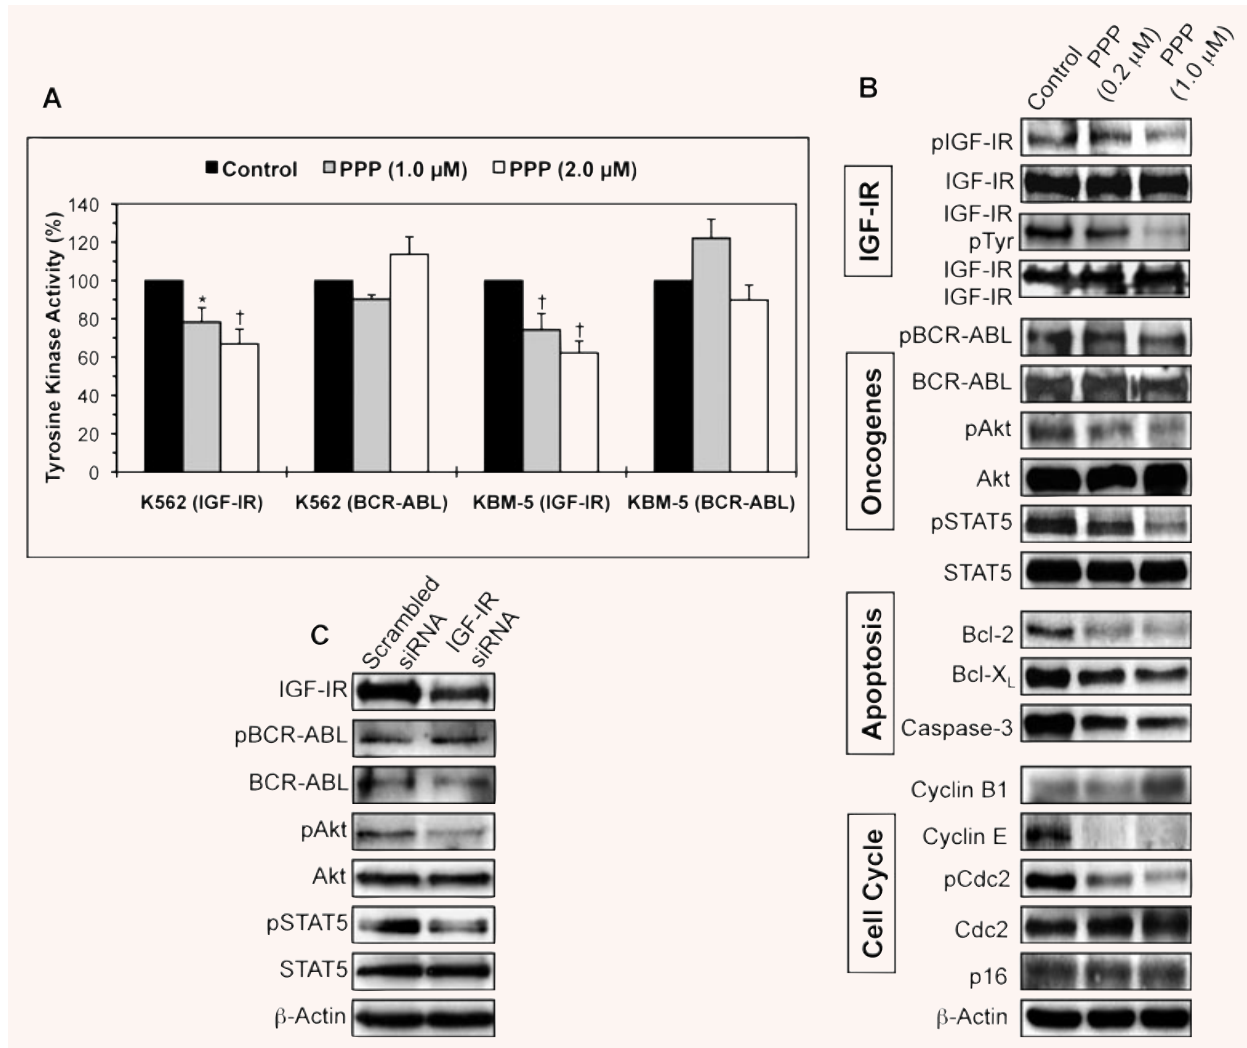 A
Control PPP (1.0 µM) PPP (2.0 µM)
Tyrosine Kinase Activity (%)
140
120
100
80
60
40
20
0
* † † †
K562 (IGF-IR) K562 (BCR-ABL) KBM-5 (IGF-IR) KBM-5 (BCR-ABL)
B
Control
PPP
(0.2 µM)
PPP
(1.0 µM)
IGF-IR
pIGF-IR
IGF-IR
IGF-IR
pTyr
IGF-IR
IGF-IR
Oncogenes
pBCR-ABL
BCR-ABL
pAkt
Akt
pSTAT5
STAT5
Apoptosis
Bcl-2
Bcl-XL
Caspase-3
Cell Cycle
Cyclin B1
Cyclin E
pCdc2
Cdc2
p16
β-Actin
C
Scrambled
siRNA
IGF-IR
siRNA
IGF-IR
pBCR-ABL
BCR-ABL
pAkt
Akt
pSTAT5
STAT5
β-Actin